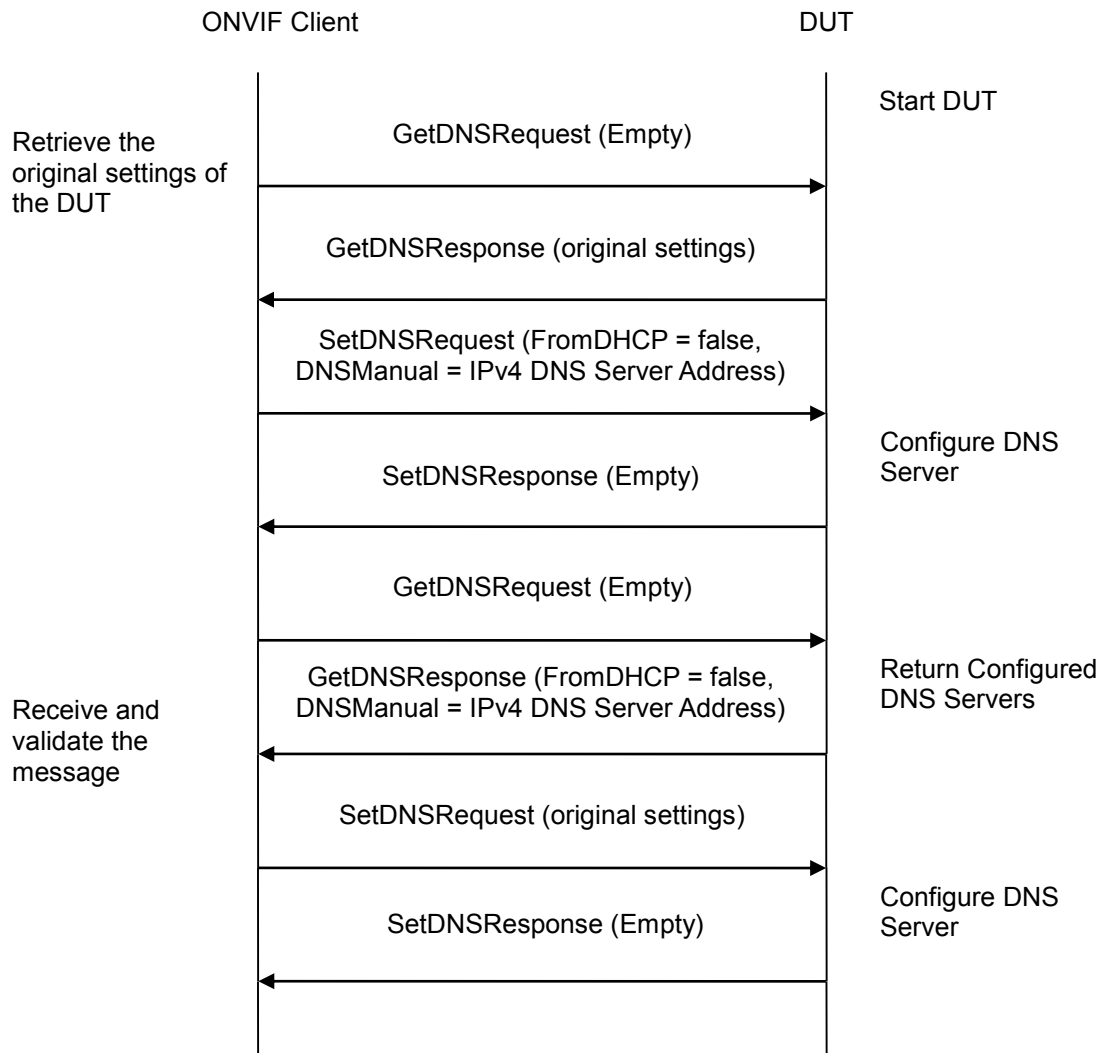 ONVIF Client
DUT
Start DUT
Retrieve the
original settings of
the DUT
GetDNSRequest (Empty)
GetDNSResponse (original settings)
SetDNSRequest (FromDHCP = false,
DNSManual = IPv4 DNS Server Address)
Configure DNS
Server
SetDNSResponse (Empty)
GetDNSRequest (Empty)
Return Configured
DNS Servers
GetDNSResponse (FromDHCP = false,
DNSManual = IPv4 DNS Server Address)
Receive and
validate the
message
SetDNSRequest (original settings)
Configure DNS
Server
SetDNSResponse (Empty)